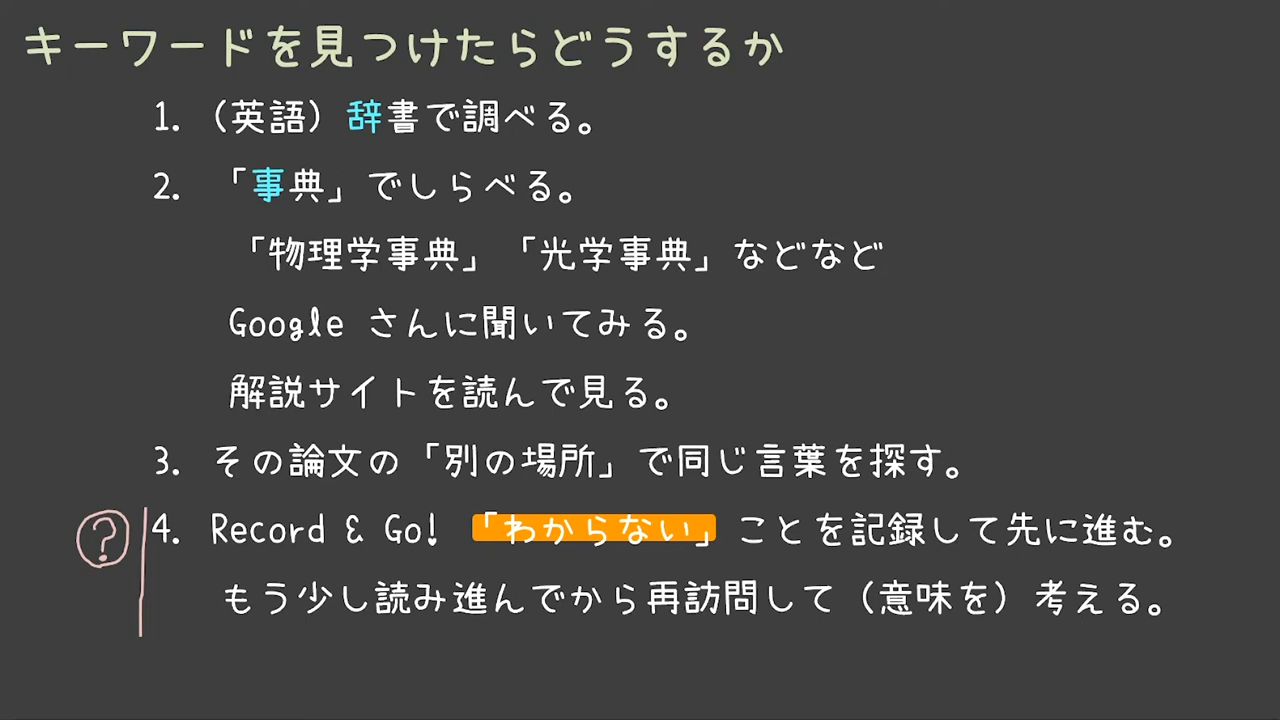 キーワードを見つけたらどうするか
1. （英語）辞書で調べる。
2. 「事典」でしらべる。
「物理学事典」「光学事典」などなど
Google さんに聞いてみる。
解説サイトを読んで見る。
3. その論文の「別の場所」で同じ言葉を探す。
? 4. Record & Go! 「わからない」ことを記録して先に進む。
もう少し読み進んでから再訪問して（意味を）考える。